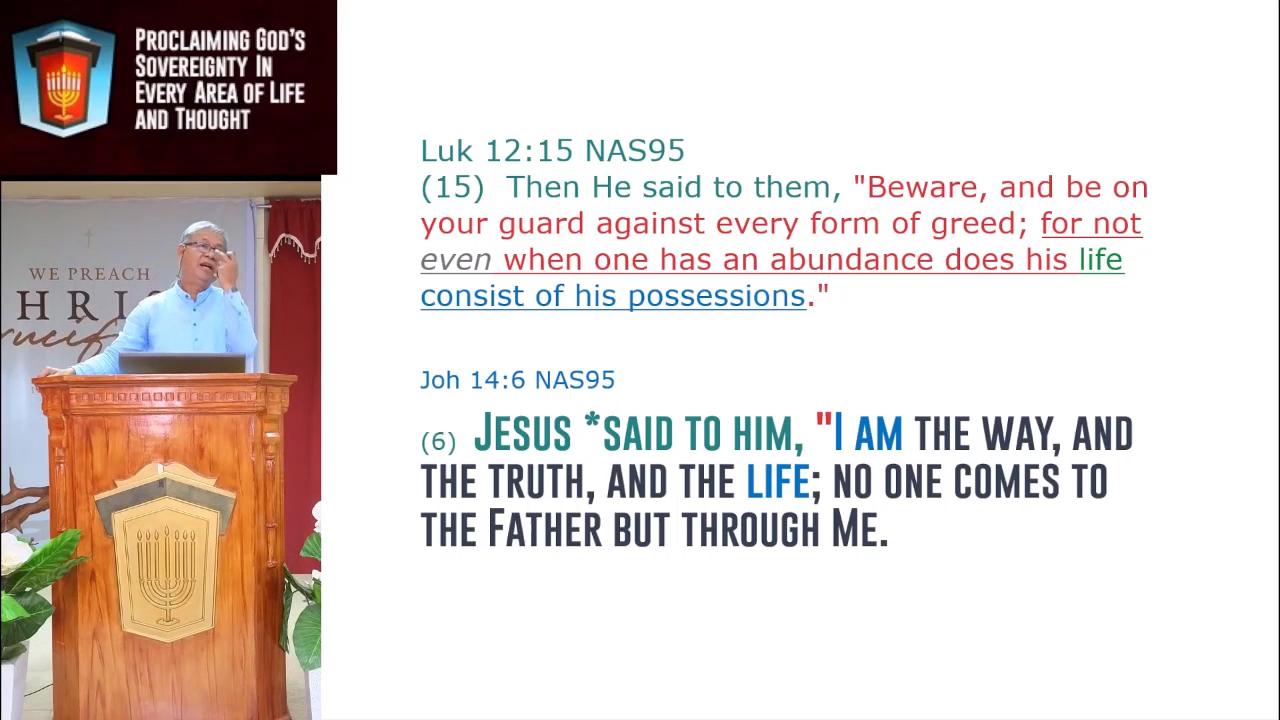 PROCLAIMING GOD'S
SOVEREIGNTY IN
EVERY AREA OF LIFE
AND THOUGHT
WE PREACH
HRIS
rucif
Luk 12:15 NAS95
(15) Then He said to them, "Beware, and be on
your guard against every form of greed; for not
even when one has an abundance does his life
consist of his possessions."
Joh 14:6 NAS95
(6) JESUS *SAID TO HIM, "I AM THE WAY, AND
THE TRUTH, AND THE LIFE; NO ONE COMES TO
THE FATHER BUT THROUGH ME.